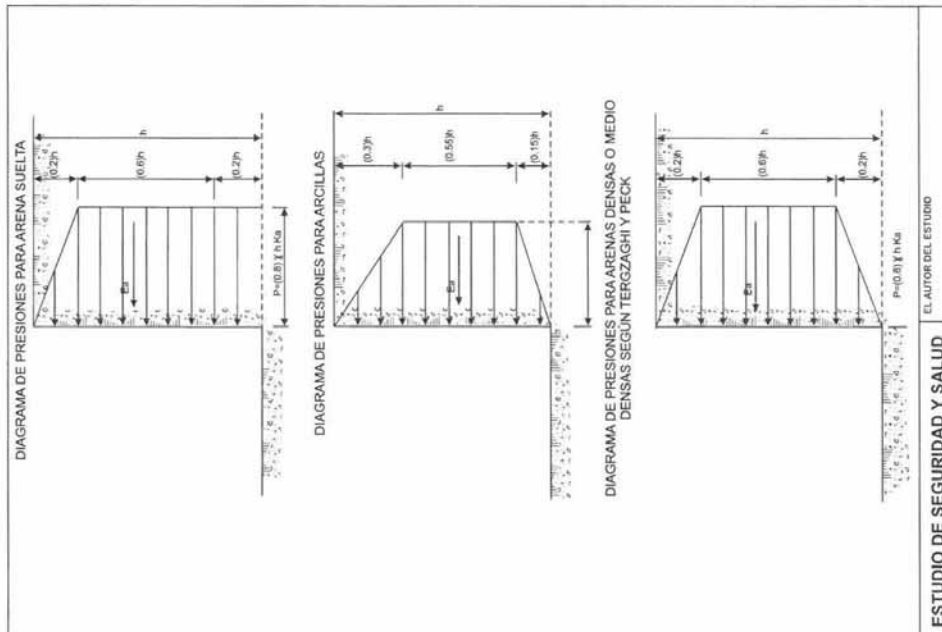 DIAGRAMA DE PRESIONES PARA ARENA SUELTA
(0.2)h
(0.6)h
(0.2)h
h
Ea
P=(0.8) ɣ h Ka
DIAGRAMA DE PRESIONES PARA ARCILLAS
(0.3)h
(0.55)h
(0.15)h
h
Ea
DIAGRAMA DE PRESIONES PARA ARENAS DENSAS O MEDIO
DENSAS SEGÚN TERGZAGHI Y PECK
(0.2)h
(0.6)h
(0.2)h
h
Ea
P=(0.8) ɣ h Ka
ESTUDIO DE SEGURIDAD Y SALUD
EL AUTOR DEL ESTUDIO